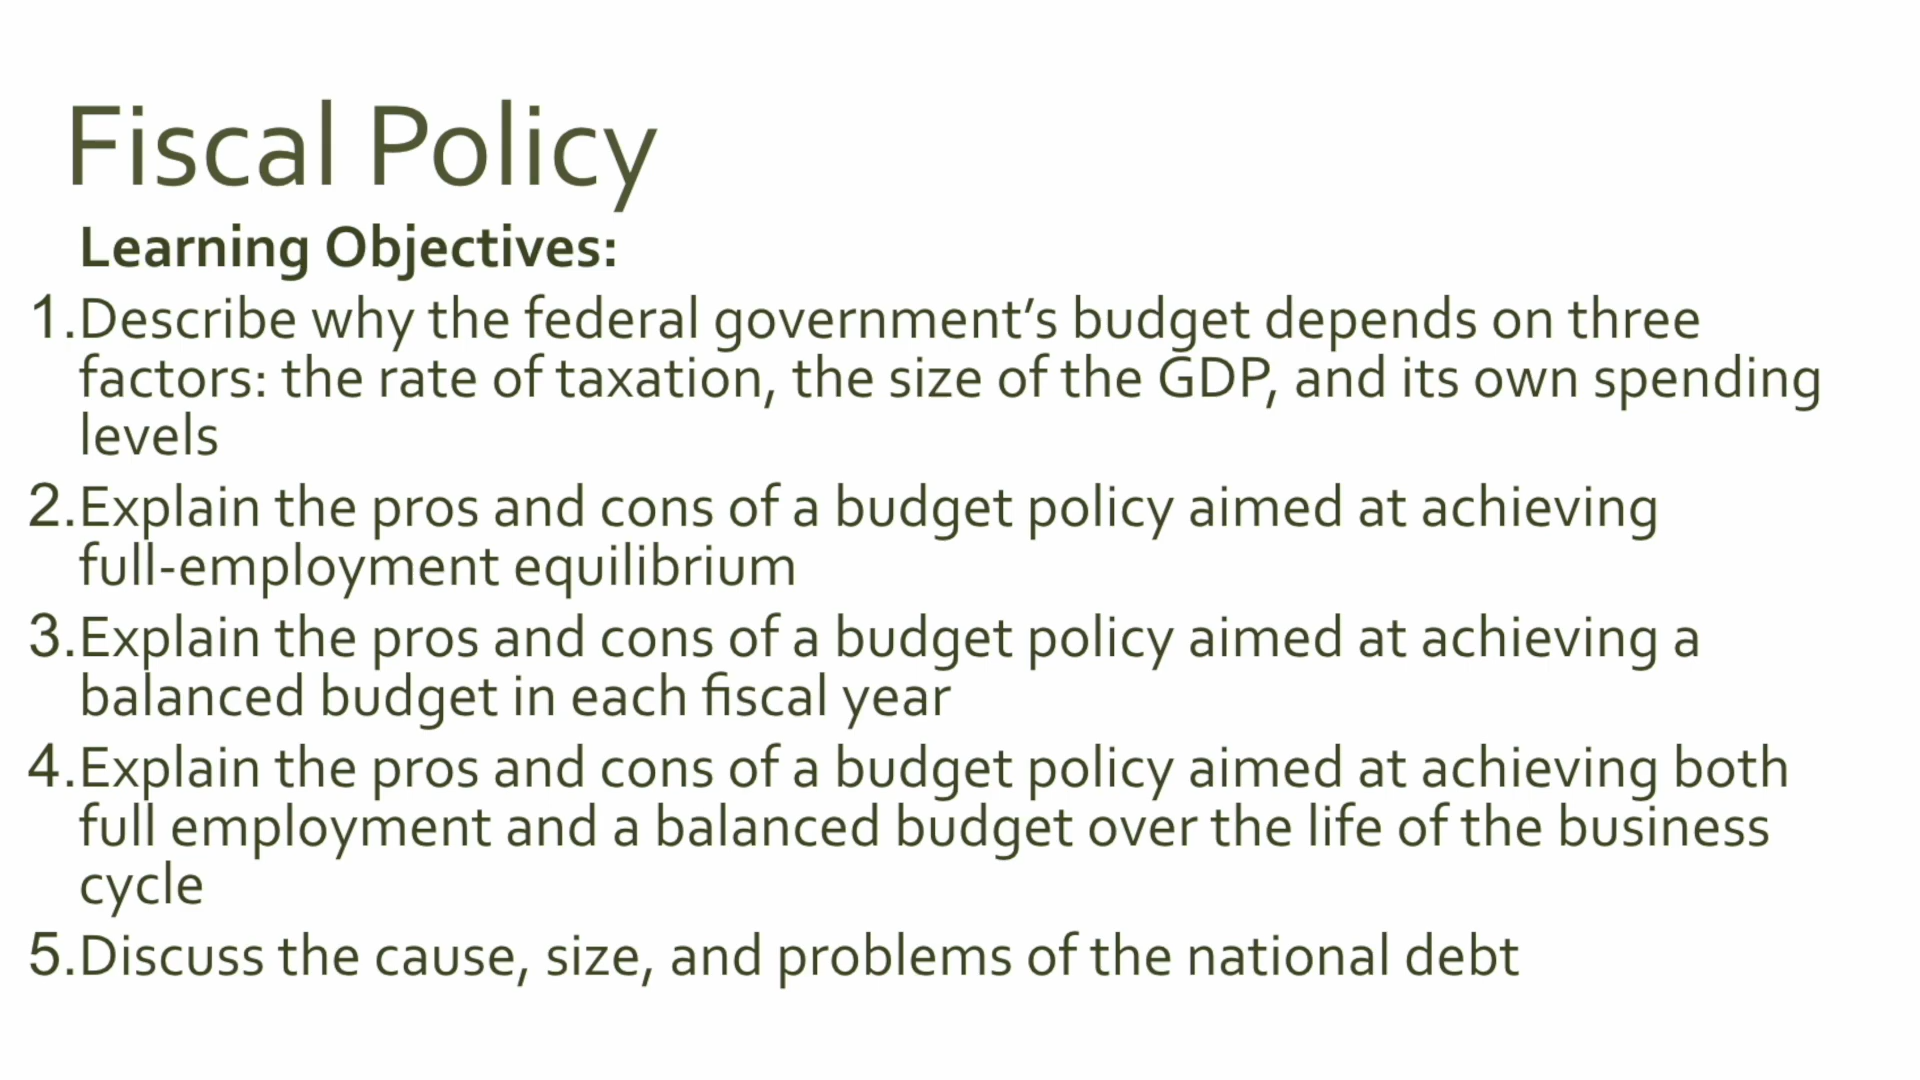 Fiscal Policy
Learning Objectives:
1.Describe why the federal government’s budget depends on three
factors: the rate of taxation, the size of the GDP, and its own spending
levels
2.Explain the pros and cons of a budget policy aimed at achieving
full-employment equilibrium
3.Explain the pros and cons of a budget policy aimed at achieving a
balanced budget in each fiscal year
4.Explain the pros and cons of a budget policy aimed at achieving both
full employment and a balanced budget over the life of the business
cycle
5.Discuss the cause, size, and problems of the national debt